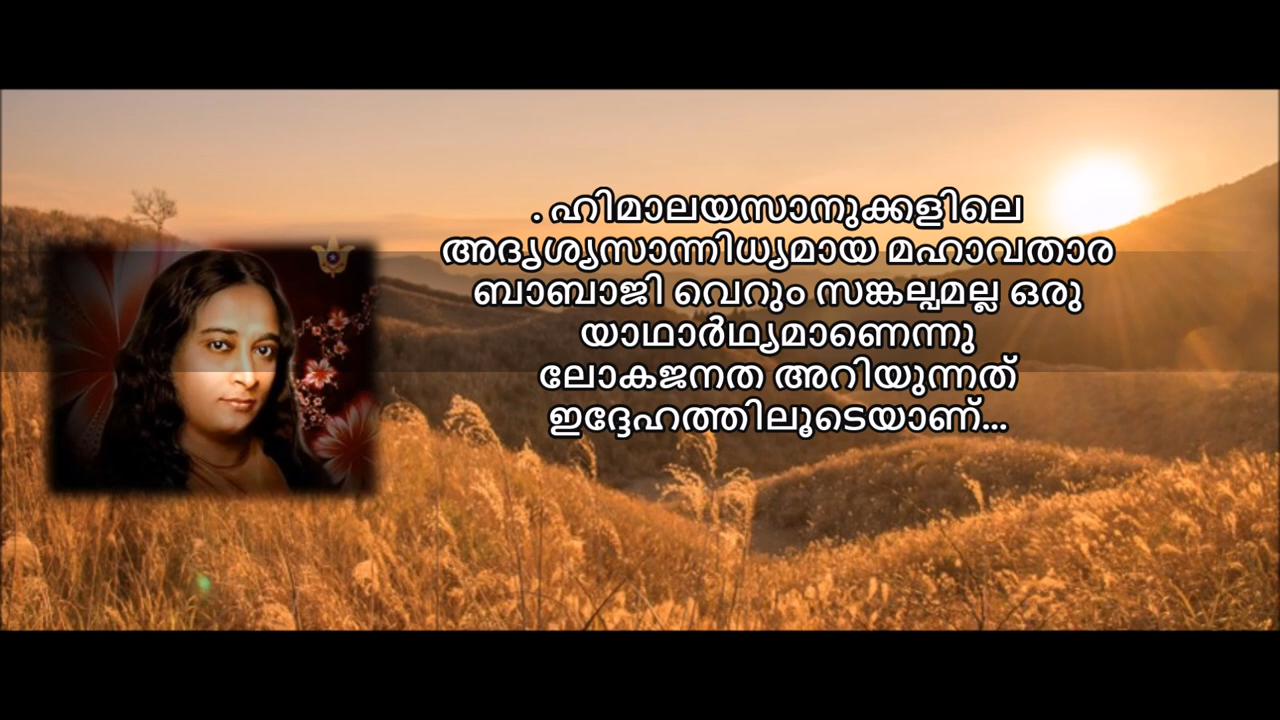 . ഹിമാലയസാനുക്കളിലെ
അദൃശ്യസാന്നിധ്യമായ മഹാവതാര
ബാബാജി വെറും സങ്കല്പമല്ല ഒരു
യാഥാർഥ്യമാണെന്നു
ലോകജനത അറിയുന്നത്
ഇദ്ദേഹത്തിലൂടെയാണ്...